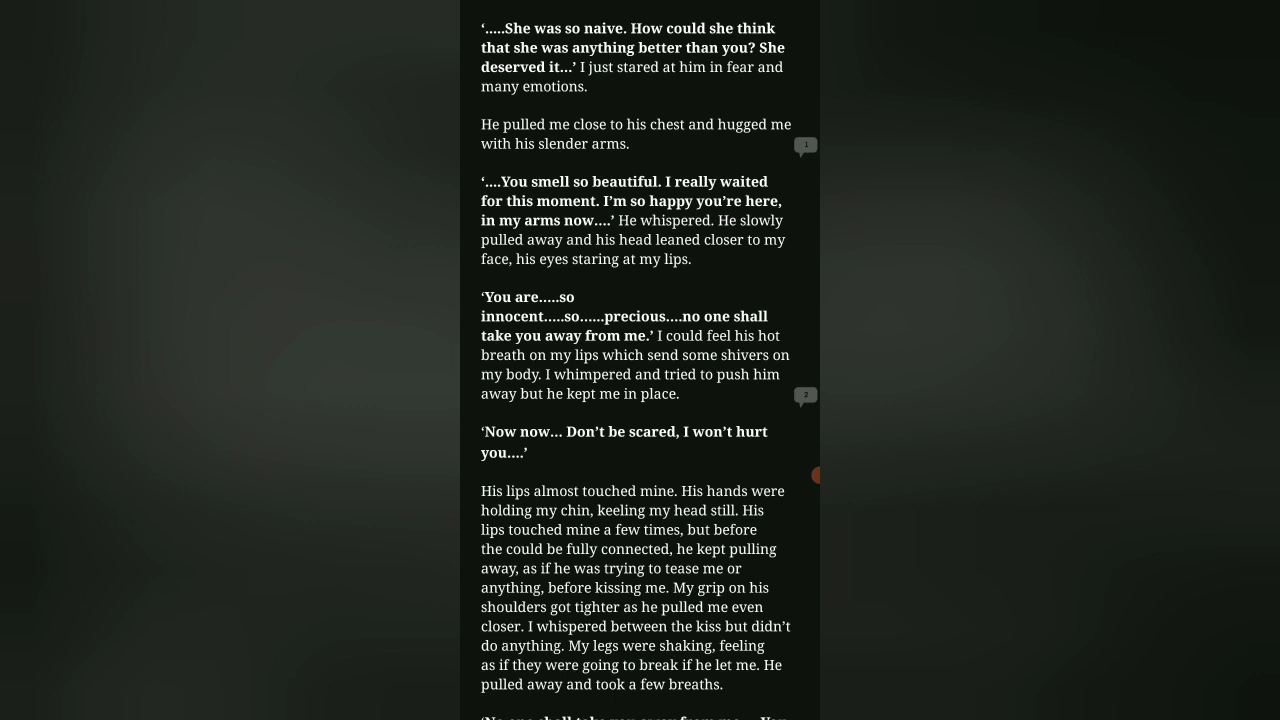 ‘.....She was so naive. How could she think
that she was anything better than you? She
deserved it...’ I just stared at him in fear and
many emotions.
He pulled me close to his chest and hugged me
with his slender arms.
1
‘....You smell so beautiful. I really waited
for this moment. I’m so happy you’re here,
in my arms now....’ He whispered. He slowly
pulled away and his head leaned closer to my
face, his eyes staring at my lips.
‘You are.....so
innocent.....so......precious....no one shall
take you away from me.’ I could feel his hot
breath on my lips which send some shivers on
my body. I whimpered and tried to push him
away but he kept me in place.
2
‘Now now... Don’t be scared, I won’t hurt
you....’
His lips almost touched mine. His hands were
holding my chin, keeling my head still. His
lips touched mine a few times, but before
the could be fully connected, he kept pulling
away, as if he was trying to tease me or
anything, before kissing me. My grip on his
shoulders got tighter as he pulled me even
closer. I whispered between the kiss but didn’t
do anything. My legs were shaking, feeling
as if they were going to break if he let me. He
pulled away and took a few breaths.